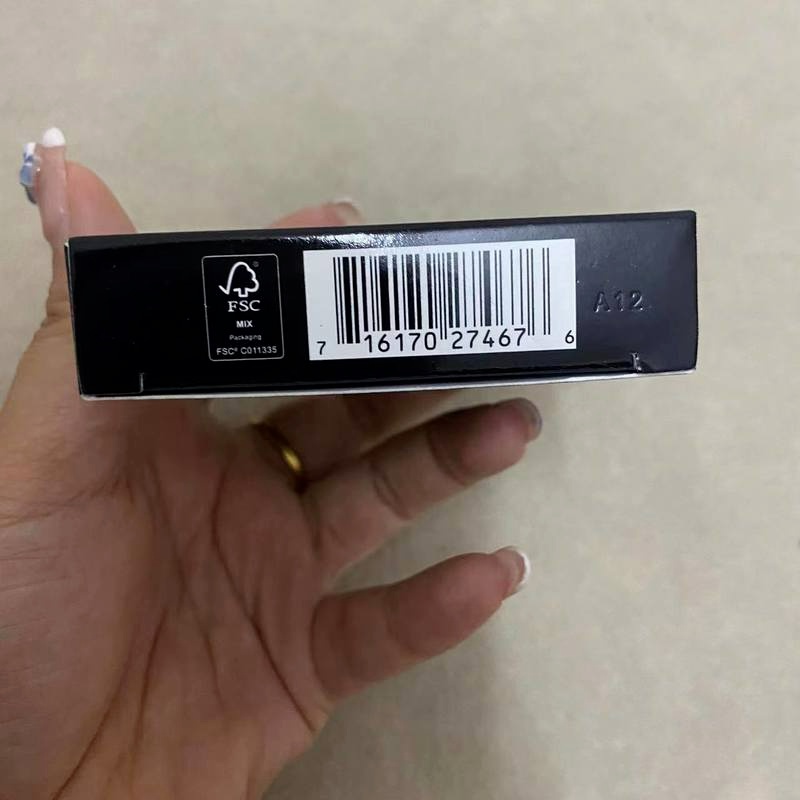 FSC®
MIX
Packaging
FSC® C011335
7 16170 27467 6
A12